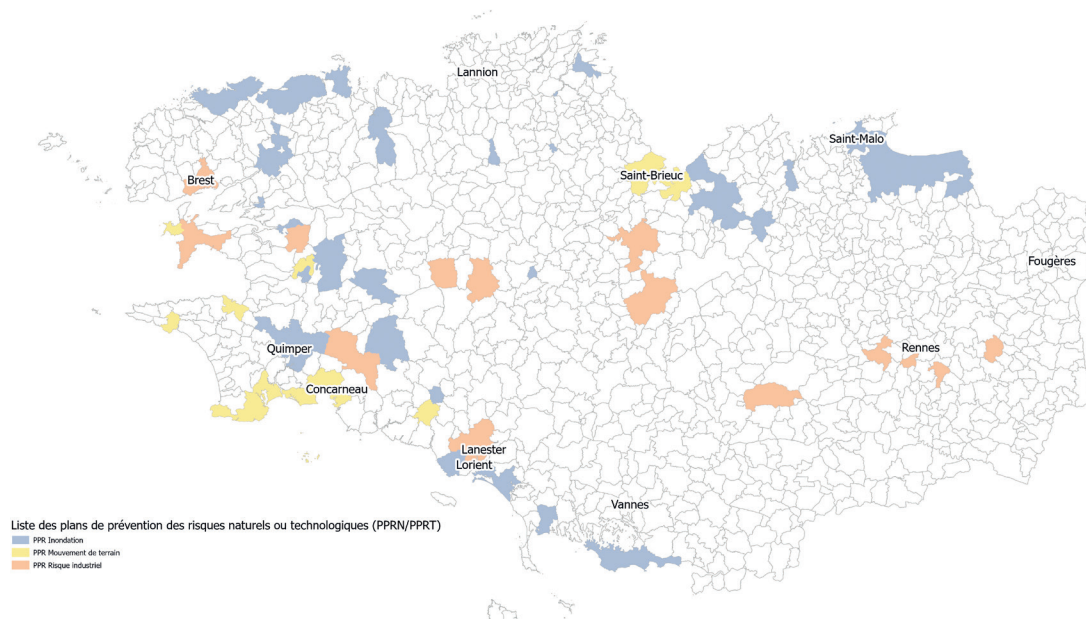 Lannion
Saint-Malo
Brest
Saint-Brieuc
Fougères
Quimper
Rennes
Concarneau
Lanester
Lorient
Vannes
Liste des plans de prévention des risques naturels ou technologiques (PPRN/PPRT)
PPR Inondation
PPR Mouvement de terrain
PPR Risque industriel